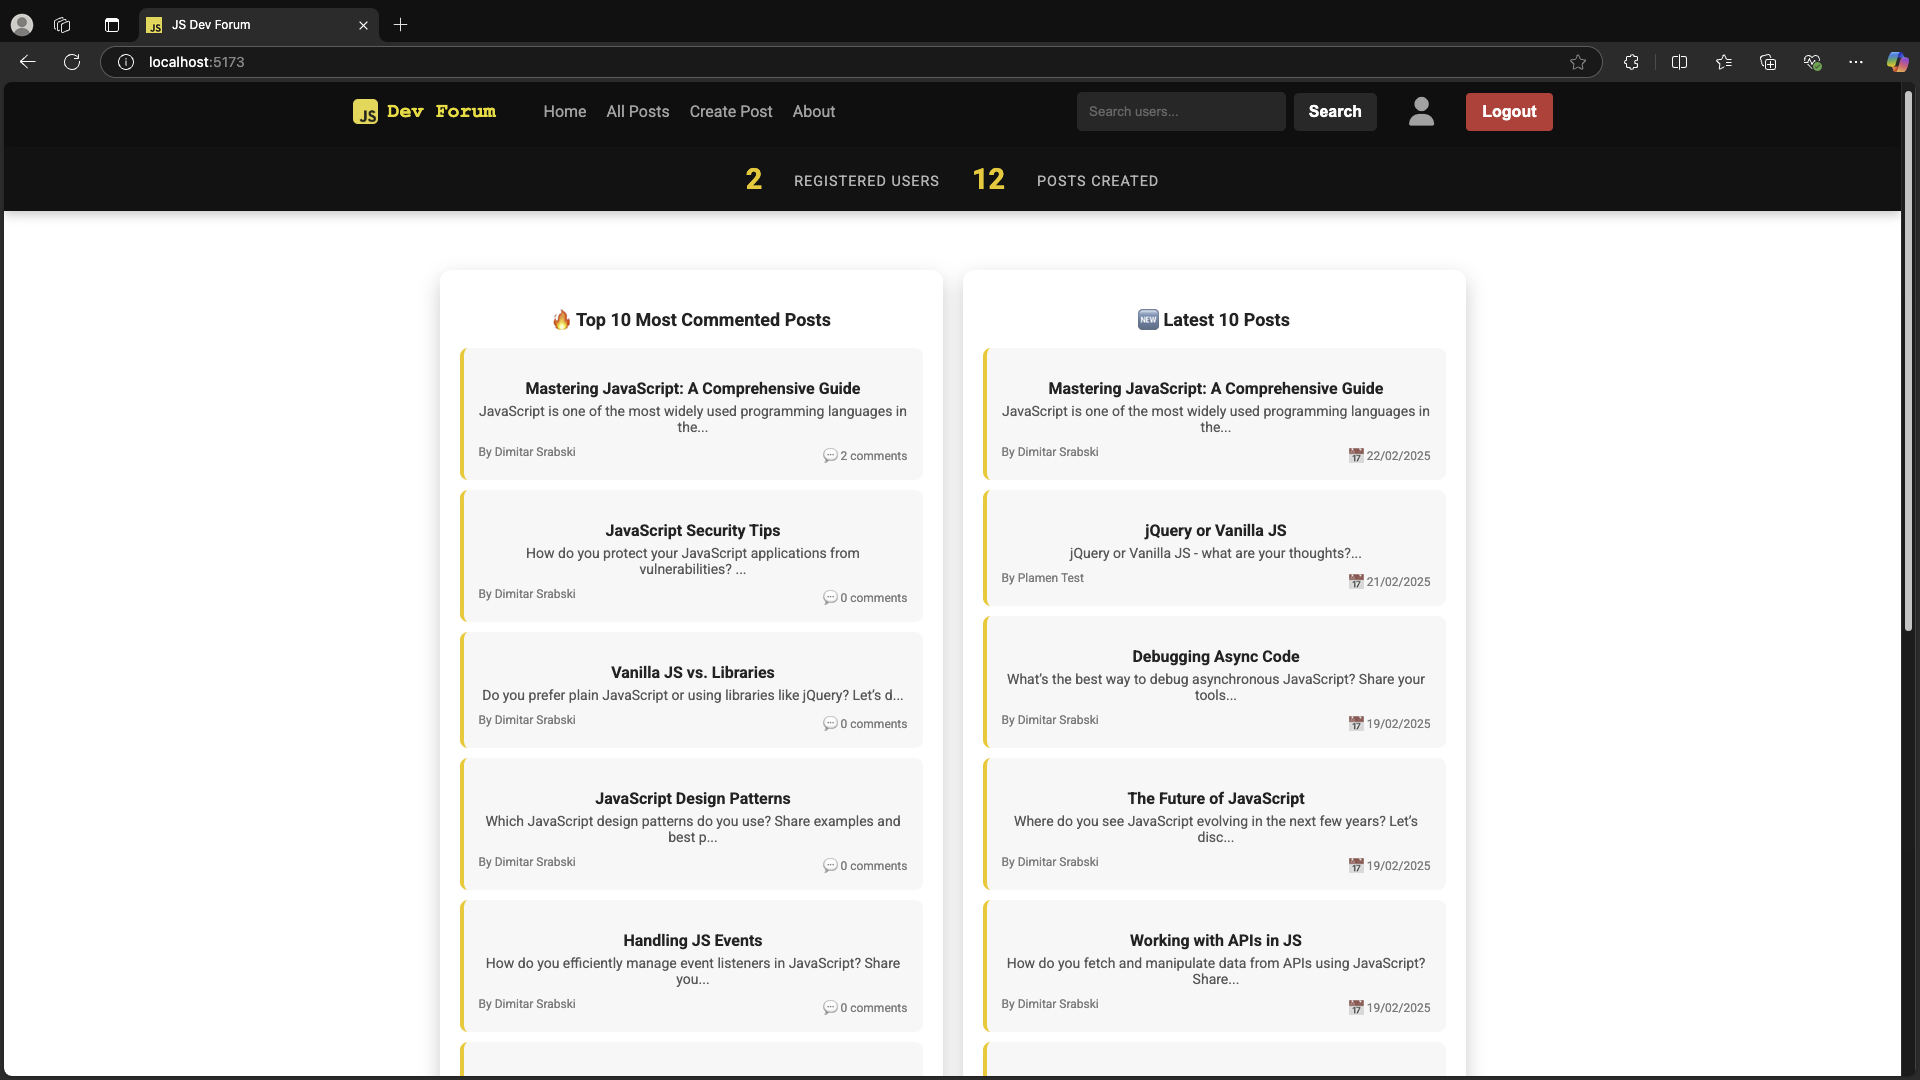 JS Dev Forum
localhost:5173
JS Dev Forum
Home
All Posts
Create Post
About
Search users...
Search
Logout
2 REGISTERED USERS
12 POSTS CREATED
🔥 Top 10 Most Commented Posts
Mastering JavaScript: A Comprehensive Guide
JavaScript is one of the most widely used programming languages in
the...
By Dimitar Srabski
2 comments
JavaScript Security Tips
How do you protect your JavaScript applications from
vulnerabilities? ...
By Dimitar Srabski
0 comments
Vanilla JS vs. Libraries
Do you prefer plain JavaScript or using libraries like jQuery? Let's d...
By Dimitar Srabski
0 comments
JavaScript Design Patterns
Which JavaScript design patterns do you use? Share examples and
best p...
By Dimitar Srabski
0 comments
Handling JS Events
How do you efficiently manage event listeners in JavaScript? Share
you...
By Dimitar Srabski
0 comments
🆕 Latest 10 Posts
Mastering JavaScript: A Comprehensive Guide
JavaScript is one of the most widely used programming languages in
the...
By Dimitar Srabski
22/02/2025
jQuery or Vanilla JS
jQuery or Vanilla JS - what are your thoughts?...
By Plamen Test
21/02/2025
Debugging Async Code
What's the best way to debug asynchronous JavaScript? Share your
tools...
By Dimitar Srabski
19/02/2025
The Future of JavaScript
Where do you see JavaScript evolving in the next few years? Let's
disc...
By Dimitar Srabski
19/02/2025
Working with APIs in JS
How do you fetch and manipulate data from APIs using JavaScript?
Share...
By Dimitar Srabski
19/02/2025